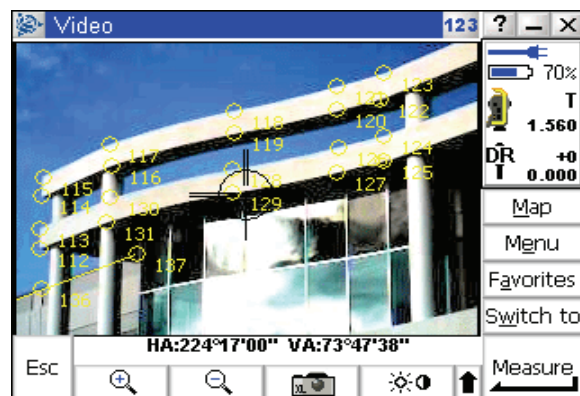 Video 123 ? – X
70%
T
1.560
DR +0
T 0.000
Map
Menu
Favorites
Switch to
Measure
Esc
HA:224°17'00" VA:73°47'38"
XL
123
122
121
120
118
119
117
116
115
114
124
125
127
128
129
130
131
113
112
137
136